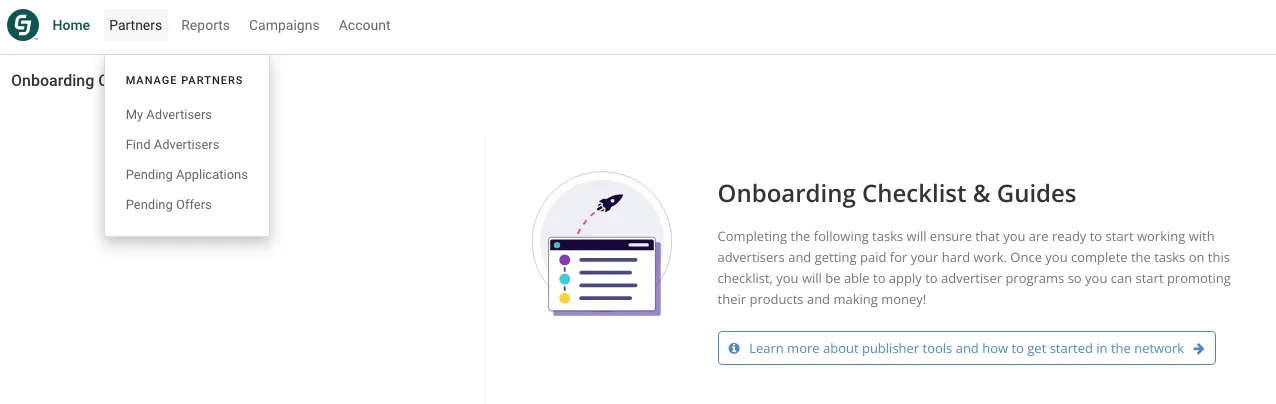 Home Partners Reports Campaigns Account
Onboarding
MANAGE PARTNERS
My Advertisers
Find Advertisers
Pending Applications
Pending Offers
Onboarding Checklist & Guides
Completing the following tasks will ensure that you are ready to start working with
advertisers and getting paid for your hard work. Once you complete the tasks on this
checklist, you will be able to apply to advertiser programs so you can start promoting
their products and making money!
Learn more about publisher tools and how to get started in the network